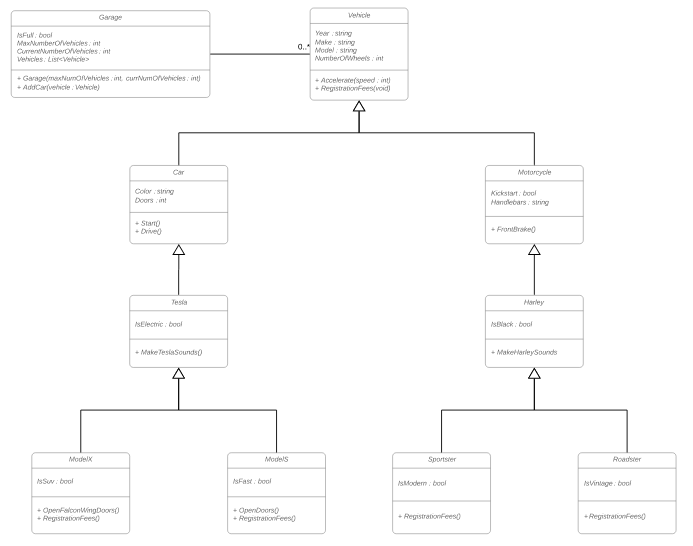 Garage
IsFull : bool
MaxNumberOfVehicles : int
CurrentNumberOfVehicles : int
Vehicles : List<Vehicle>
+ Garage(maxNumOfVehicles : int, currNumOfVehicles : int)
+ AddCar(vehicle : Vehicle)
0..*
Vehicle
Year : string
Make : string
Model : string
NumberOfWheels : int
+ Accelerate(speed : int)
+ RegistrationFees(void)
Car
Color : string
Doors : int
+ Start()
+ Drive()
Motorcycle
Kickstart : bool
Handlebars : string
+ FrontBrake()
Tesla
IsElectric : bool
+ MakeTeslaSounds()
Harley
IsBlack : bool
+ MakeHarleySounds
ModelX
IsSuv : bool
+ OpenFalconWingDoors()
+ RegistrationFees()
ModelS
IsFast : bool
+ OpenDoors()
+ RegistrationFees()
Sportster
IsModern : bool
+ RegistrationFees()
Roadster
IsVintage : bool
+ RegistrationFees()